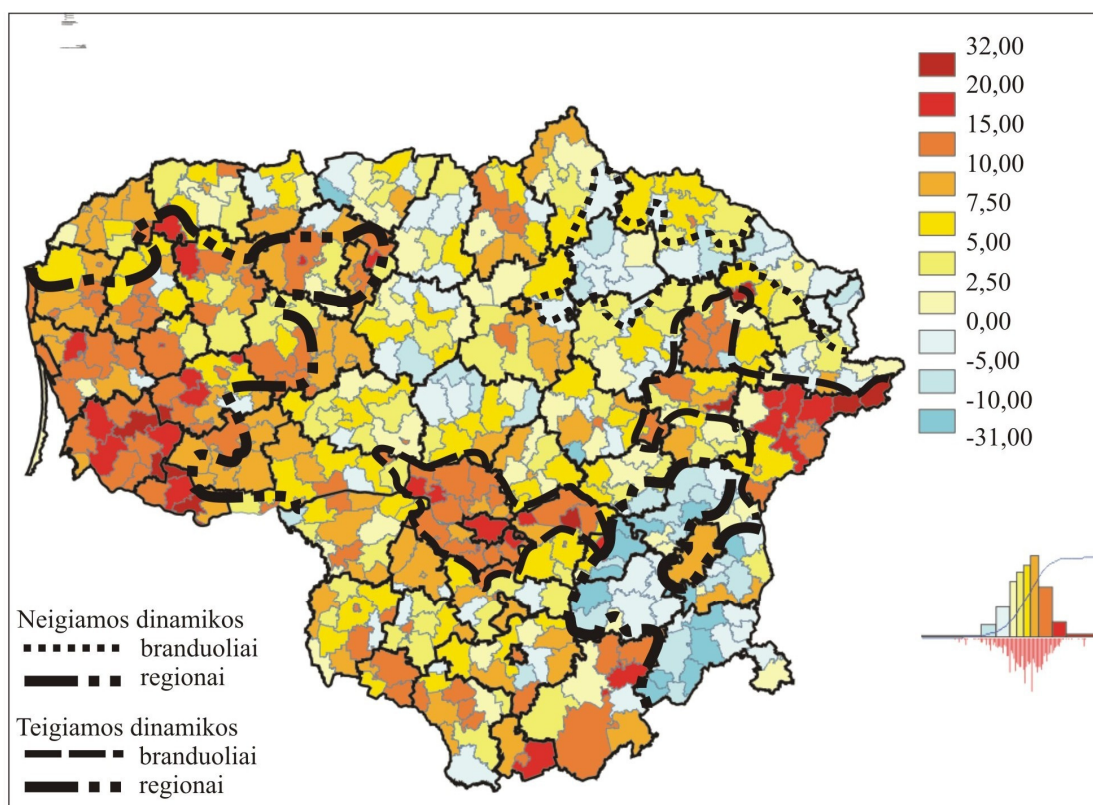 32,00
20,00
15,00
10,00
7,50
5,00
2,50
0,00
-5,00
-10,00
-31,00
Neigiamos dinamikos
branduoliai
regionai
Teigiamos dinamikos
branduoliai
regionai